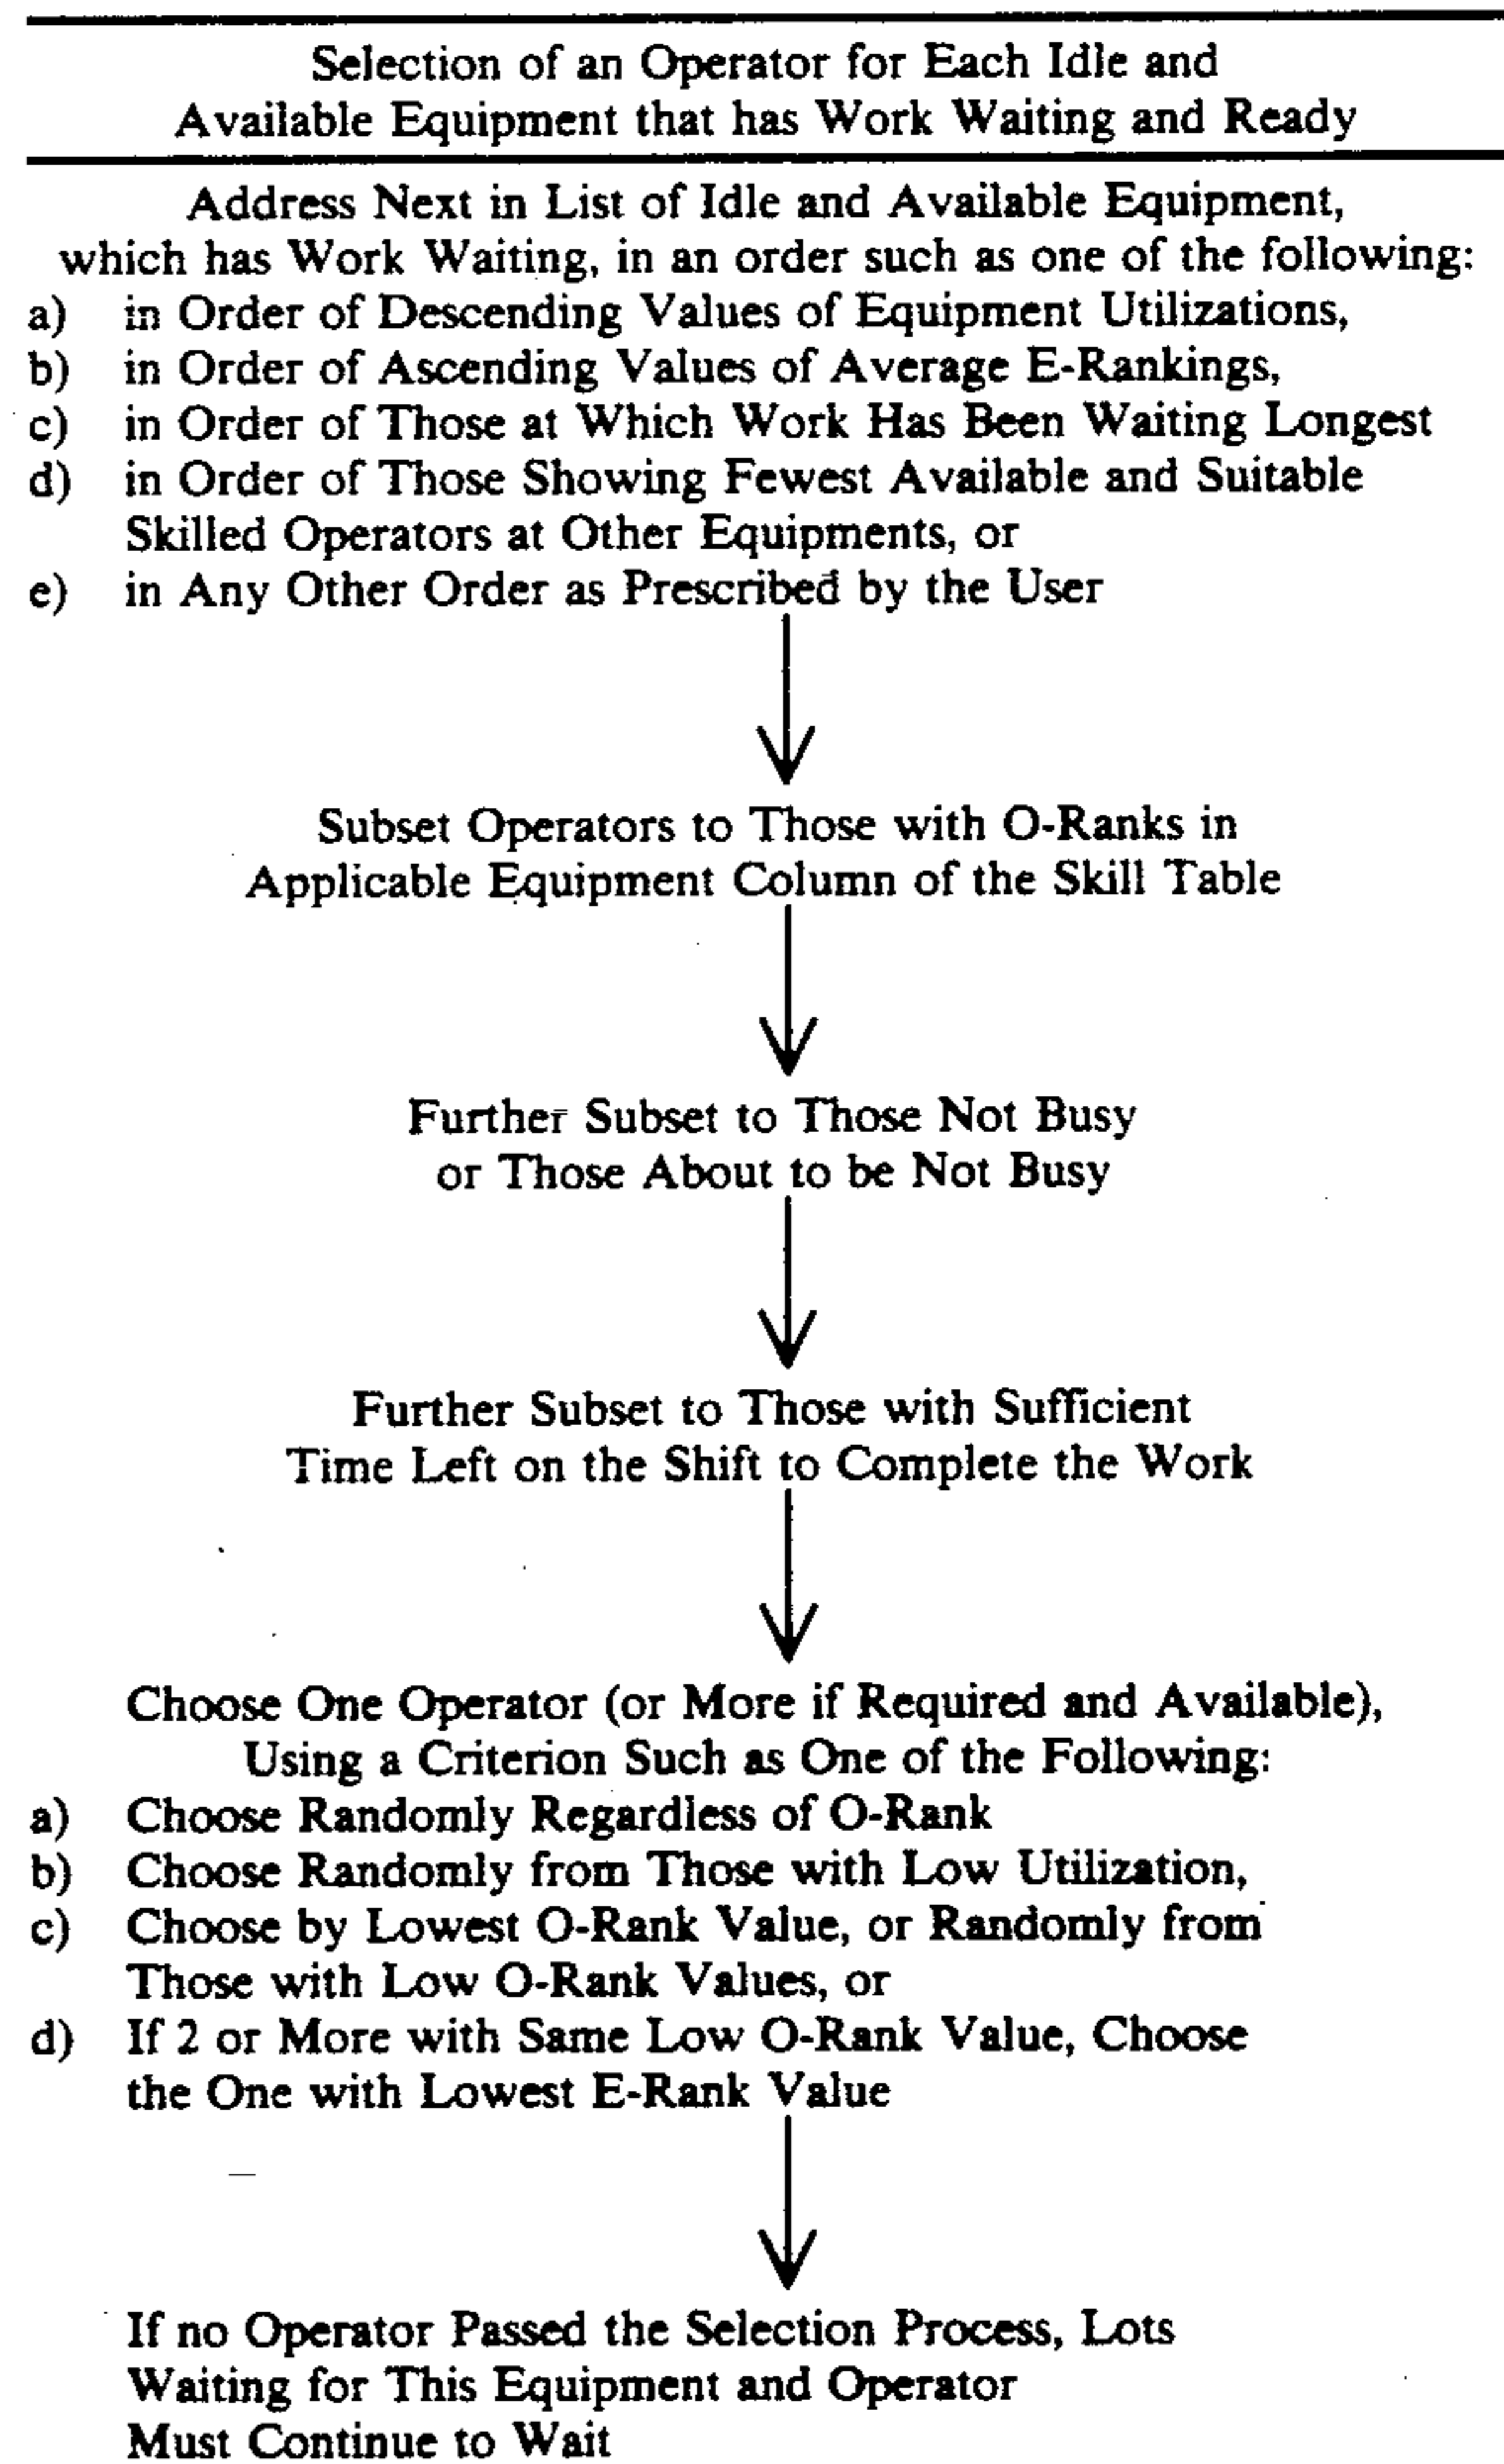 Selection of an Operator for Each Idle and
Available Equipment that has Work Waiting and Ready
Address Next in List of Idle and Available Equipment,
which has Work Waiting, in an order such as one of the following:
a) in Order of Descending Values of Equipment Utilizations,
b) in Order of Ascending Values of Average E-Rankings,
c) in Order of Those at Which Work Has Been Waiting Longest
d) in Order of Those Showing Fewest Available and Suitable
Skilled Operators at Other Equipments, or
e) in Any Other Order as Prescribed by the User
Subset Operators to Those with O-Ranks in
Applicable Equipment Column of the Skill Table
Further Subset to Those Not Busy
or Those About to be Not Busy
Further Subset to Those with Sufficient
Time Left on the Shift to Complete the Work
Choose One Operator (or More if Required and Available),
Using a Criterion Such as One of the Following:
a) Choose Randomly Regardless of O-Rank
b) Choose Randomly from Those with Low Utilization,
c) Choose by Lowest O-Rank Value, or Randomly from
Those with Low O-Rank Values, or
d) If 2 or More with Same Low O-Rank Value, Choose
the One with Lowest E-Rank Value
If no Operator Passed the Selection Process, Lots
Waiting for This Equipment and Operator
Must Continue to Wait